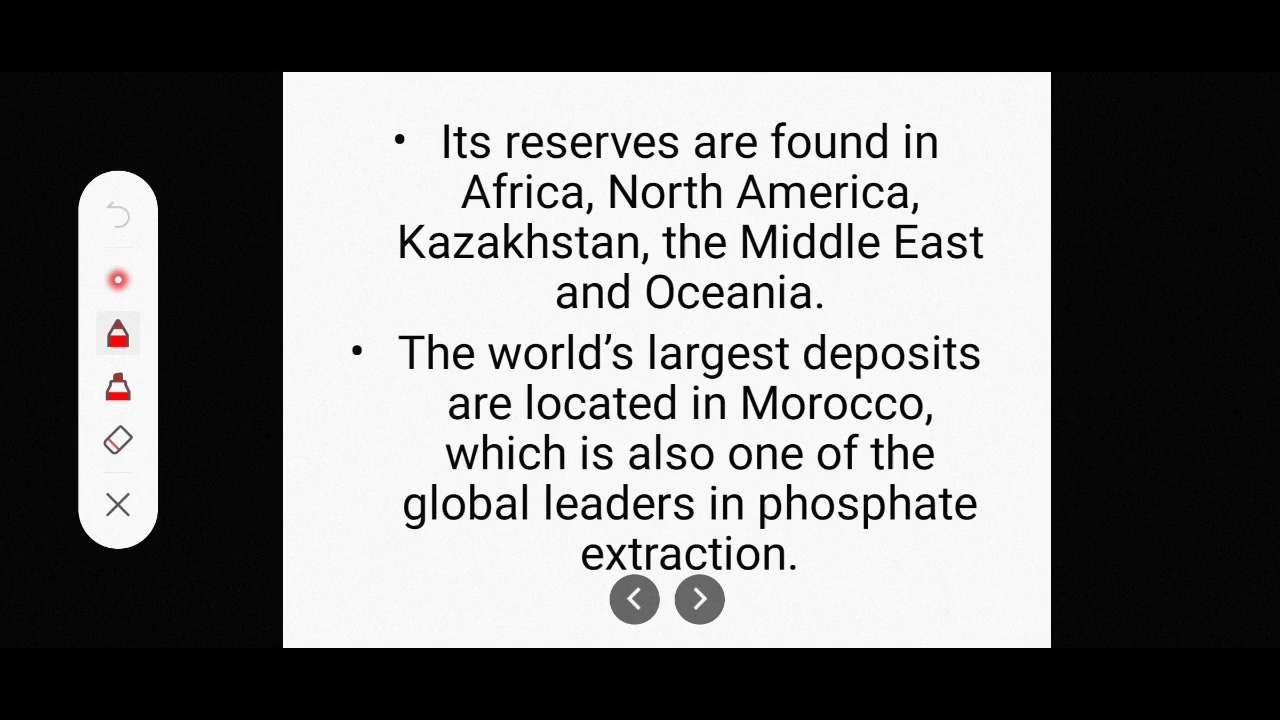 • Its reserves are found in
Africa, North America,
Kazakhstan, the Middle East
and Oceania.
• The world’s largest deposits
are located in Morocco,
which is also one of the
global leaders in phosphate
extraction.